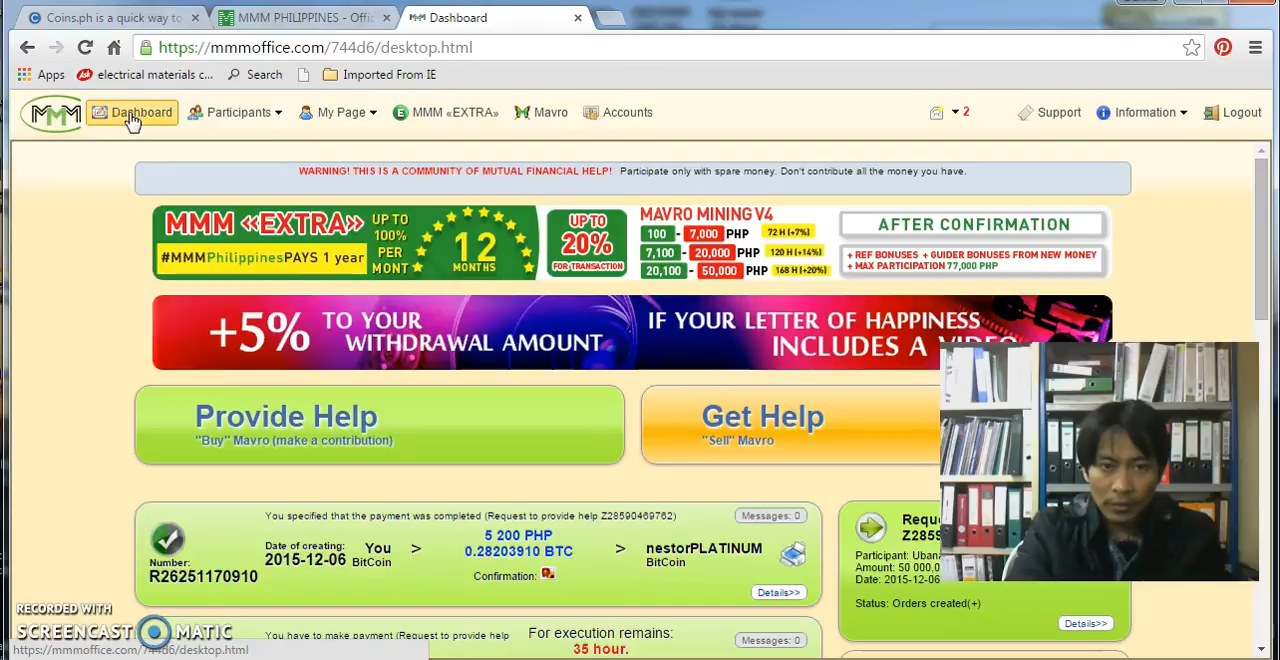 Coins.ph is a quick way to
MMM PHILIPPINES - Offic
Dashboard
https://mmmoffice.com/744d6/desktop.html
Apps
electrical materials c...
Search
Imported From IE
MMM
Dashboard
Participants
My Page
MMM «EXTRA»
Mavro
Accounts
2
Support
Information
Logout
WARNING! THIS IS A COMMUNITY OF MUTUAL FINANCIAL HELP! Participate only with spare money. Don't contribute all the money you have.
MMM «EXTRA»
#MMMPhilippinesPAYS 1 year
UP TO
100%
PER
MONT
12
MONTHS
UP TO
20%
FOR TRANSACTION
MAVRO MINING V4
100 - 7,000 PHP 72 H (+7%)
7,100 - 20,000 PHP 120 H (+14%)
20,100 - 50,000 PHP 168 H (+20%)
AFTER CONFIRMATION
+ REF BONUSES + GUIDER BONUSES FROM NEW MONEY
+ MAX PARTICIPATION 77,000 PHP
+5% TO YOUR
WITHDRAWAL AMOUNT
IF YOUR LETTER OF HAPPINESS
INCLUDES A VIDEO
Provide Help
"Buy" Mavro (make a contribution)
Get Help
"Sell" Mavro
You specified that the payment was completed (Request to provide help Z28590469762)
Messages: 0
Number:
R26251170910
Date of creating:
2015-12-06
You
BitCoin
>
5 200 PHP
0.28203910 BTC
>
nestorPLATINUM
BitCoin
Confirmation:
Details>>
Reque
Z2859
Participant: Uban
Amount: 50 000,0
Date: 2015-12-06
Status: Orders created(+)
Details>>
You have to make payment (Request to provide help
For execution remains:
35 hour.
Messages: 0
RECORDED WITH
SCREENCAST MATIC
https://mmmoffice.com/744d6/desktop.html